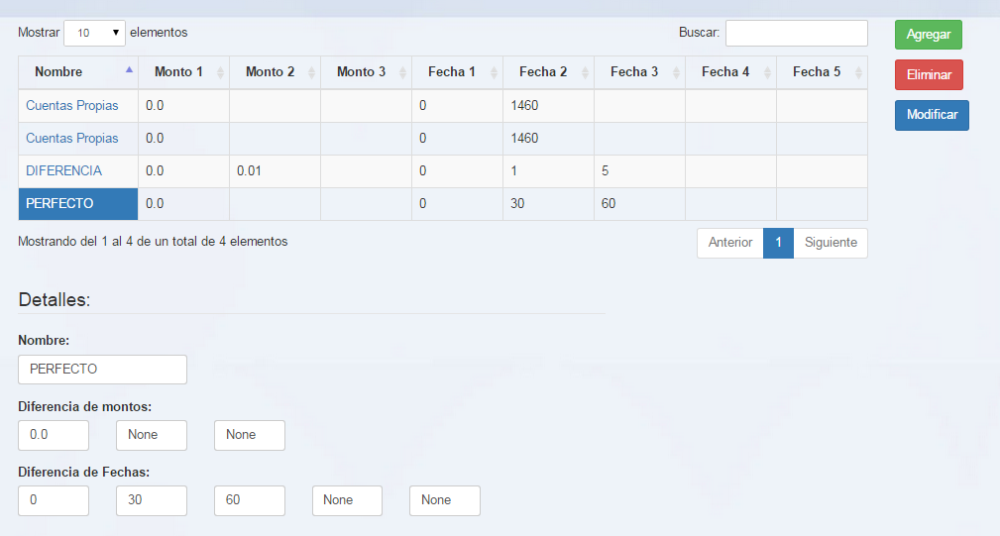 Mostrar 10 elementos Buscar: Agregar
Nombre Monto 1 Monto 2 Monto 3 Fecha 1 Fecha 2 Fecha 3 Fecha 4 Fecha 5 Eliminar
Cuentas Propias 0.0 0 1460 Modificar
Cuentas Propias 0.0 0 1460
DIFERENCIA 0.0 0.01 0 1 5
PERFECTO 0.0 0 30 60
Mostrando del 1 al 4 de un total de 4 elementos Anterior 1 Siguiente
Detalles:
Nombre:
PERFECTO
Diferencia de montos:
0.0 None None
Diferencia de Fechas:
0 30 60 None None